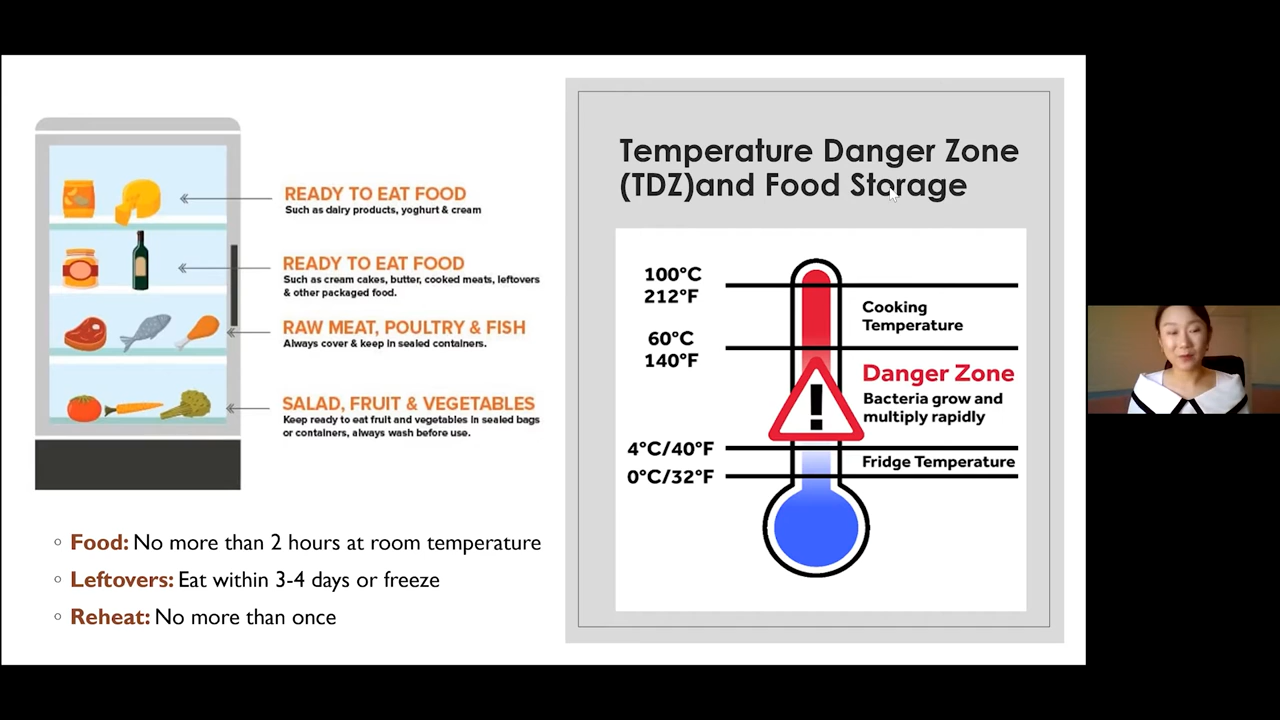 READY TO EAT FOOD
Such as dairy products, yoghurt & cream
READY TO EAT FOOD
Such as cream cakes, butter, cooked meats, leftovers
& other packaged food.
RAW MEAT, POULTRY & FISH
Always cover & keep in sealed containers.
SALAD, FRUIT & VEGETABLES
Keep ready to eat fruit and vegetables in sealed bags
or containers, always wash before use.
◦ Food: No more than 2 hours at room temperature
◦ Leftovers: Eat within 3-4 days or freeze
◦ Reheat: No more than once
Temperature Danger Zone
(TDZ)and Food Storage
100°C
212°F
Cooking
Temperature
60°C
140°F
Danger Zone
Bacteria grow and
multiply rapidly
!
4°C/40°F
Fridge Temperature
0°C/32°F